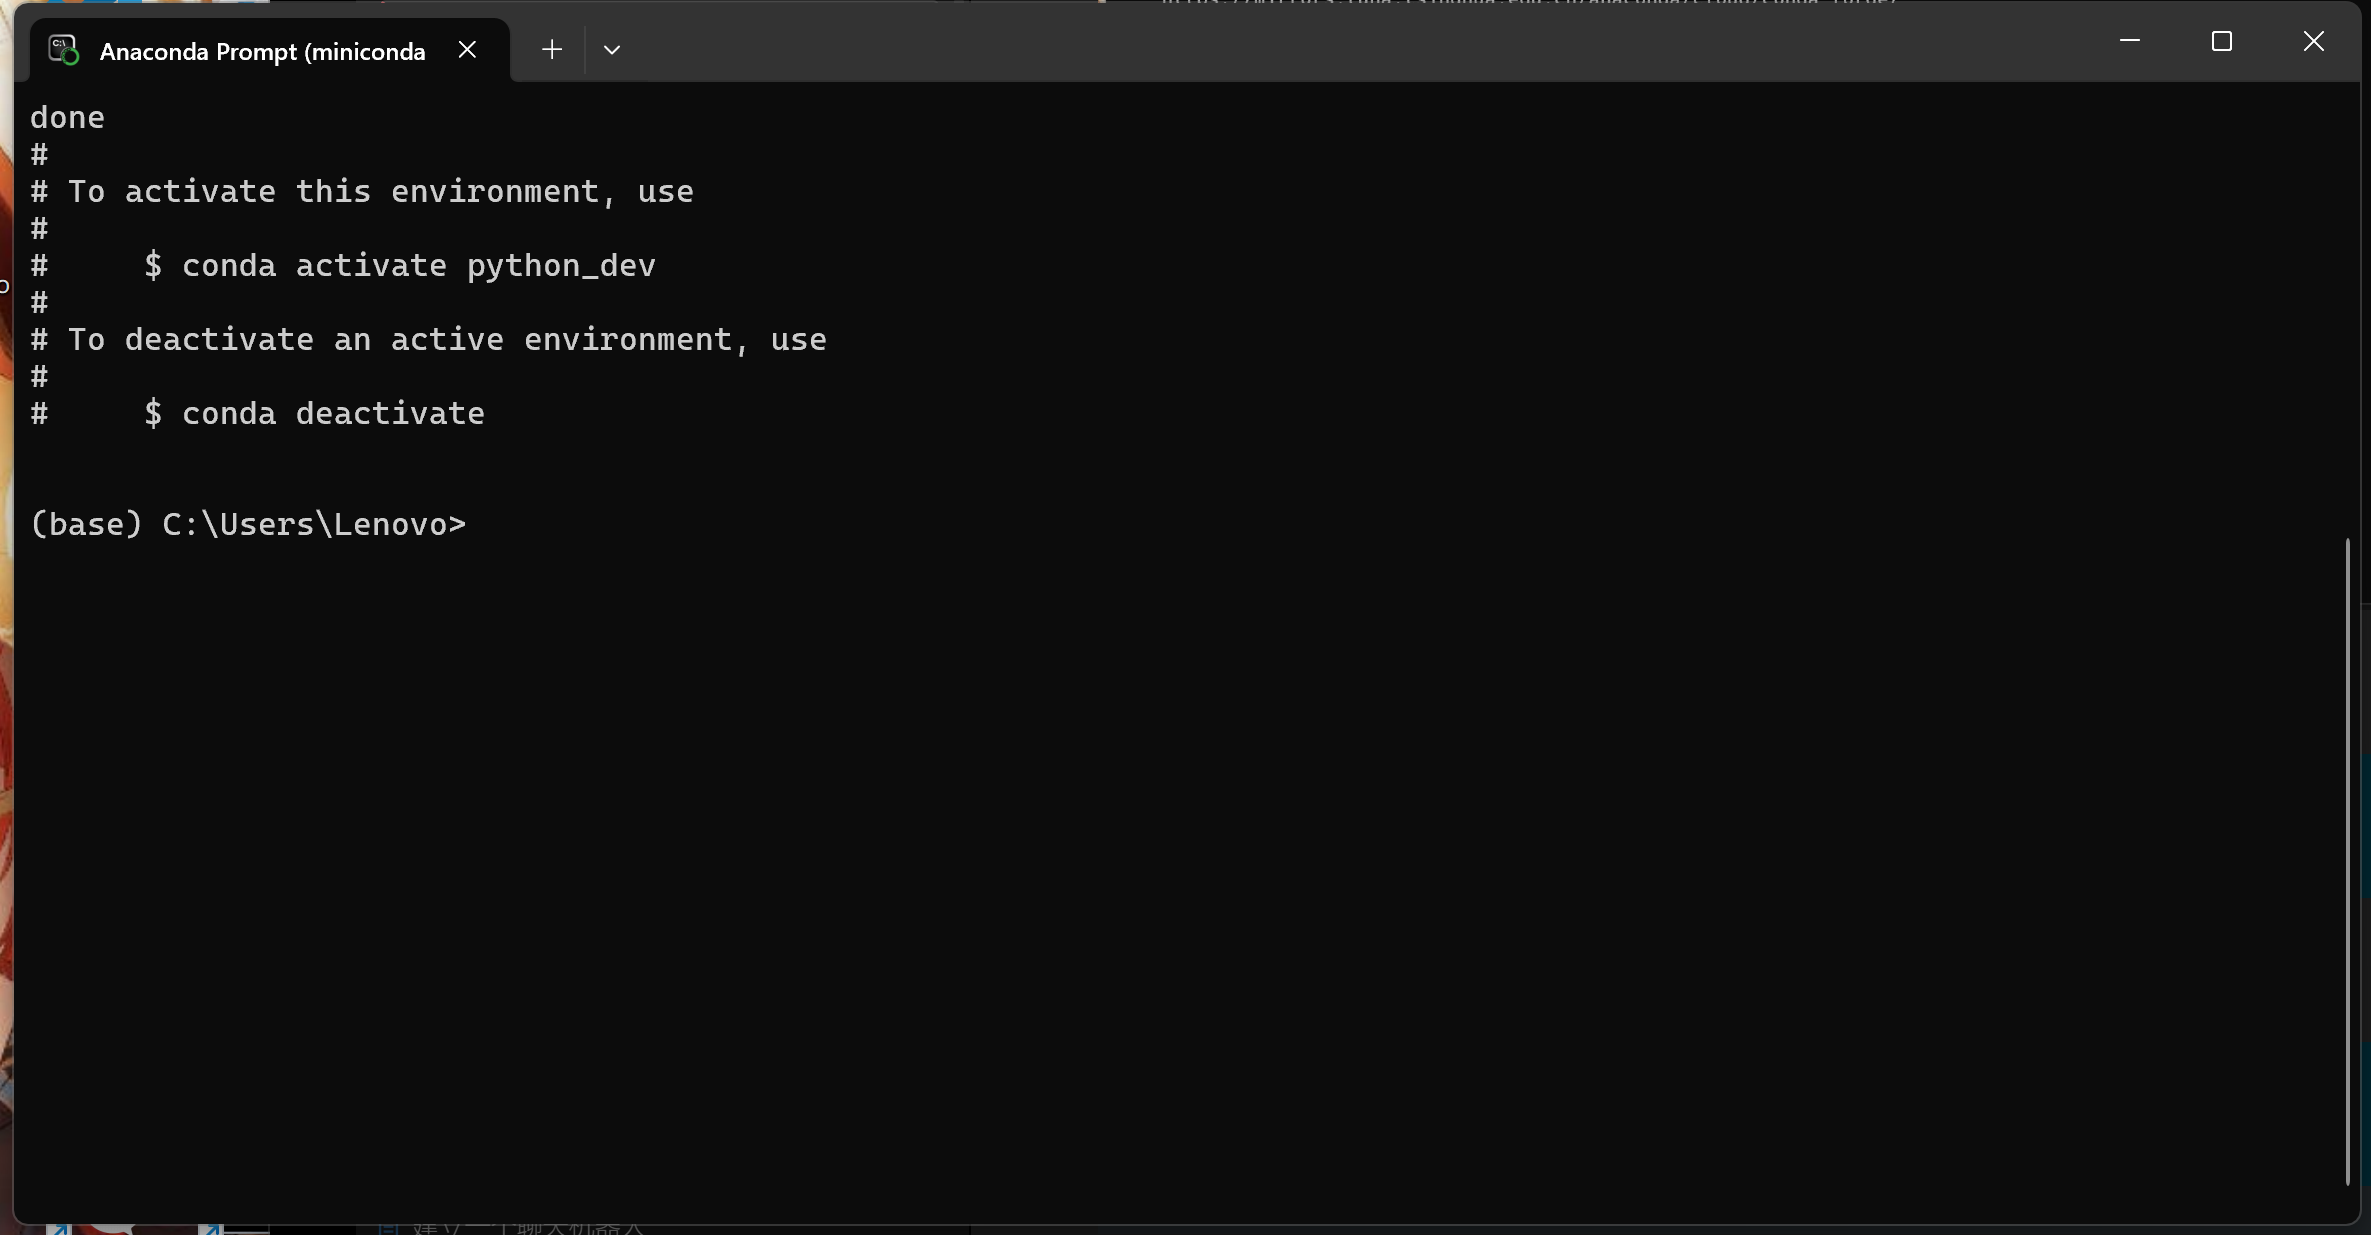 Anaconda Prompt (miniconda
done
#
# To activate this environment, use
#
#     $ conda activate python_dev
#
# To deactivate an active environment, use
#
#     $ conda deactivate
(base) C:\Users\Lenovo>